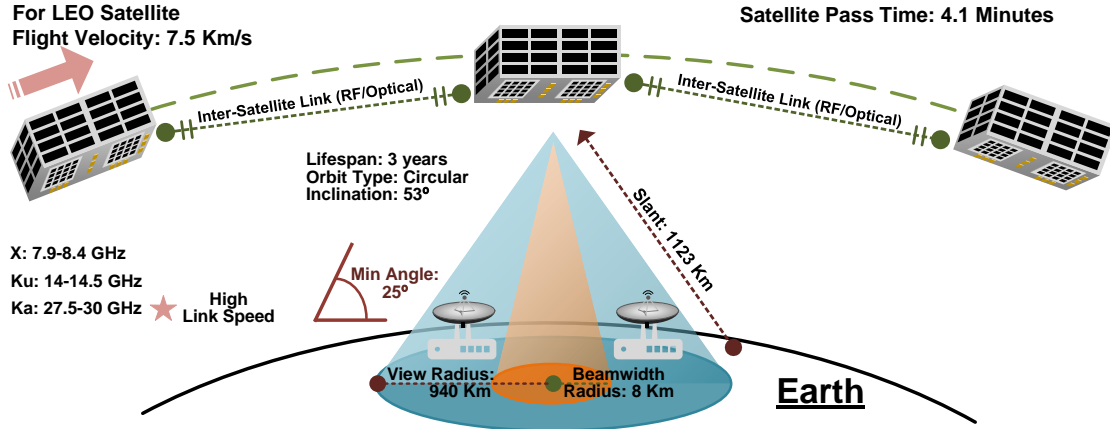 For LEO Satellite
Flight Velocity: 7.5 Km/s
Satellite Pass Time: 4.1 Minutes
Inter-Satellite Link (RF/Optical)
Inter-Satellite Link (RF/Optical)
Lifespan: 3 years
Orbit Type: Circular
Inclination: 53º
Slant: 1123 Km
X: 7.9-8.4 GHz
Ku: 14-14.5 GHz
Ka: 27.5-30 GHz
High
Link Speed
Min Angle:
25º
View Radius:
940 Km
Beamwidth
Radius: 8 Km
Earth